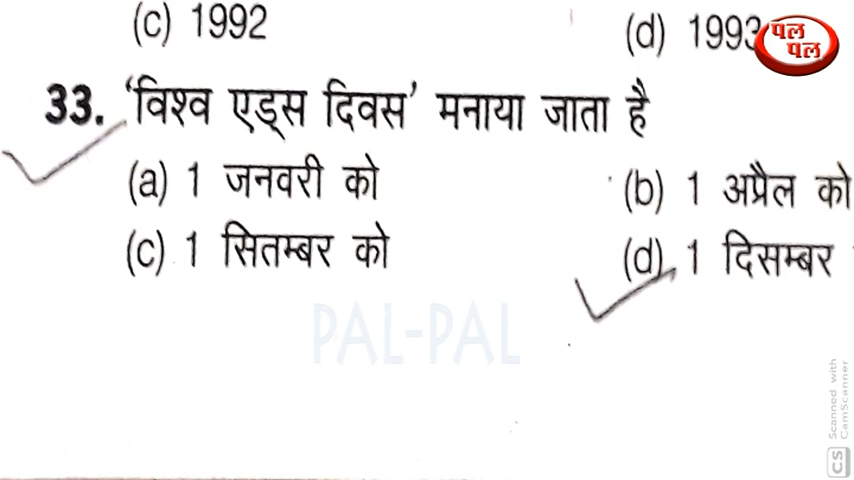 (c) 1992 (d) 1993
पल
पल
33. 'विश्व एड्स दिवस' मनाया जाता है
(a) 1 जनवरी को (b) 1 अप्रैल को
(c) 1 सितम्बर को (d) 1 दिसम्बर
PAL-PAL
CS Scanned with
CamScanner